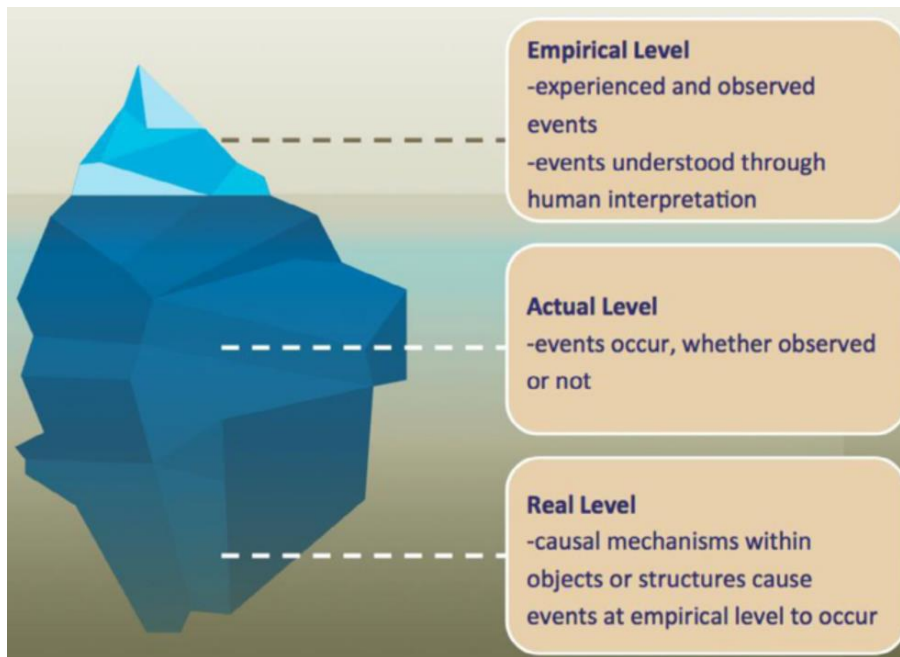 Empirical Level
-experienced and observed
events
-events understood through
human interpretation
Actual Level
-events occur, whether observed
or not
Real Level
-causal mechanisms within
objects or structures cause
events at empirical level to occur